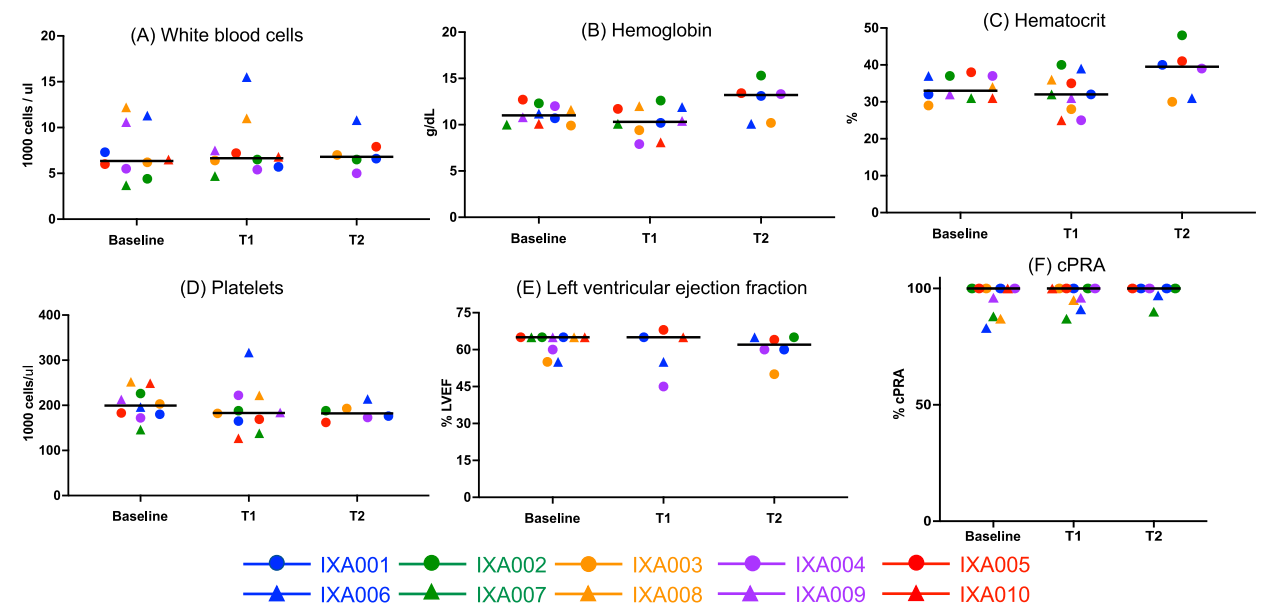 (A) White blood cells
1000 cells / ul
20
15
10
5
0
Baseline T1 T2
(B) Hemoglobin
g/dL
20
15
10
5
0
Baseline T1 T2
(C) Hematocrit
%
50
40
30
20
10
0
Baseline T1 T2
(D) Platelets
1000 cells/ul
400
300
200
100
0
Baseline T1 T2
(E) Left ventricular ejection fraction
% LVEF
75
60
45
30
15
0
Baseline T1 T2
(F) cPRA
% cPRA
100
50
0
Baseline T1 T2
IXA001 IXA002 IXA003 IXA004 IXA005
IXA006 IXA007 IXA008 IXA009 IXA010